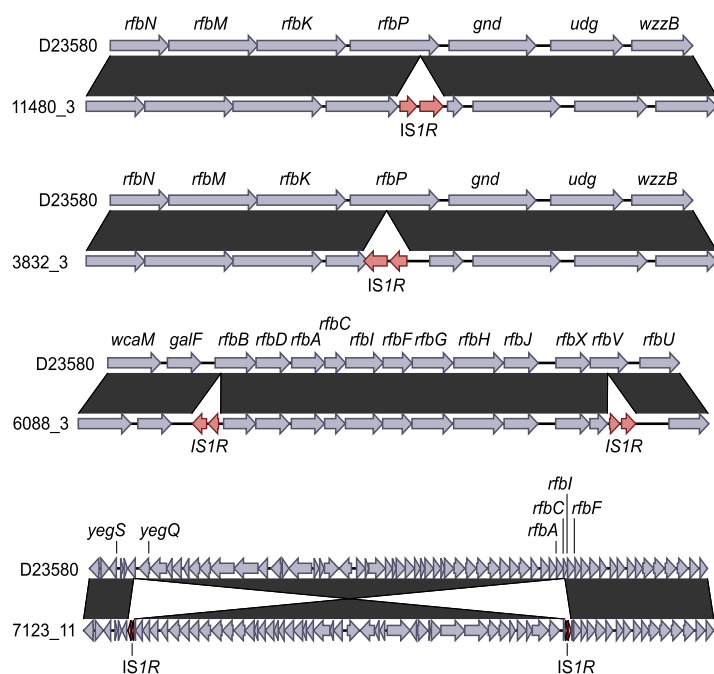 rfbN rfbM rfbK rfbP gnd udg wzzB
D23580
11480_3
IS1R
rfbN rfbM rfbK rfbP gnd udg wzzB
D23580
3832_3
IS1R
rfbC
wcaM galF rfbB rfbD rfbA rfbI rfbF rfbG rfbH rfbJ rfbX rfbV rfbU
D23580
6088_3
IS1R IS1R
rfbI
rfbC rfbF
yegS yegQ rfbA
D23580
7123_11
IS1R IS1R